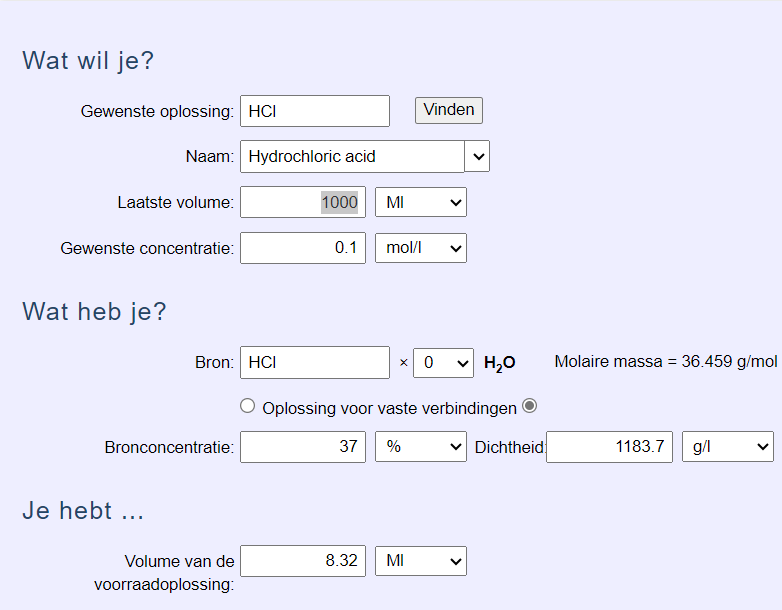 Wat wil je?
Gewenste oplossing: HCl Vinden
Naam: Hydrochloric acid
Laatste volume: 1000 Ml
Gewenste concentratie: 0.1 mol/l
Wat heb je?
Bron: HCl × 0 H₂O Molaire massa = 36.459 g/mol
Oplossing voor vaste verbindingen
Bronconcentratie: 37 % Dichtheid: 1183.7 g/l
Je hebt ...
Volume van de 8.32 Ml
voorraadoplossing: